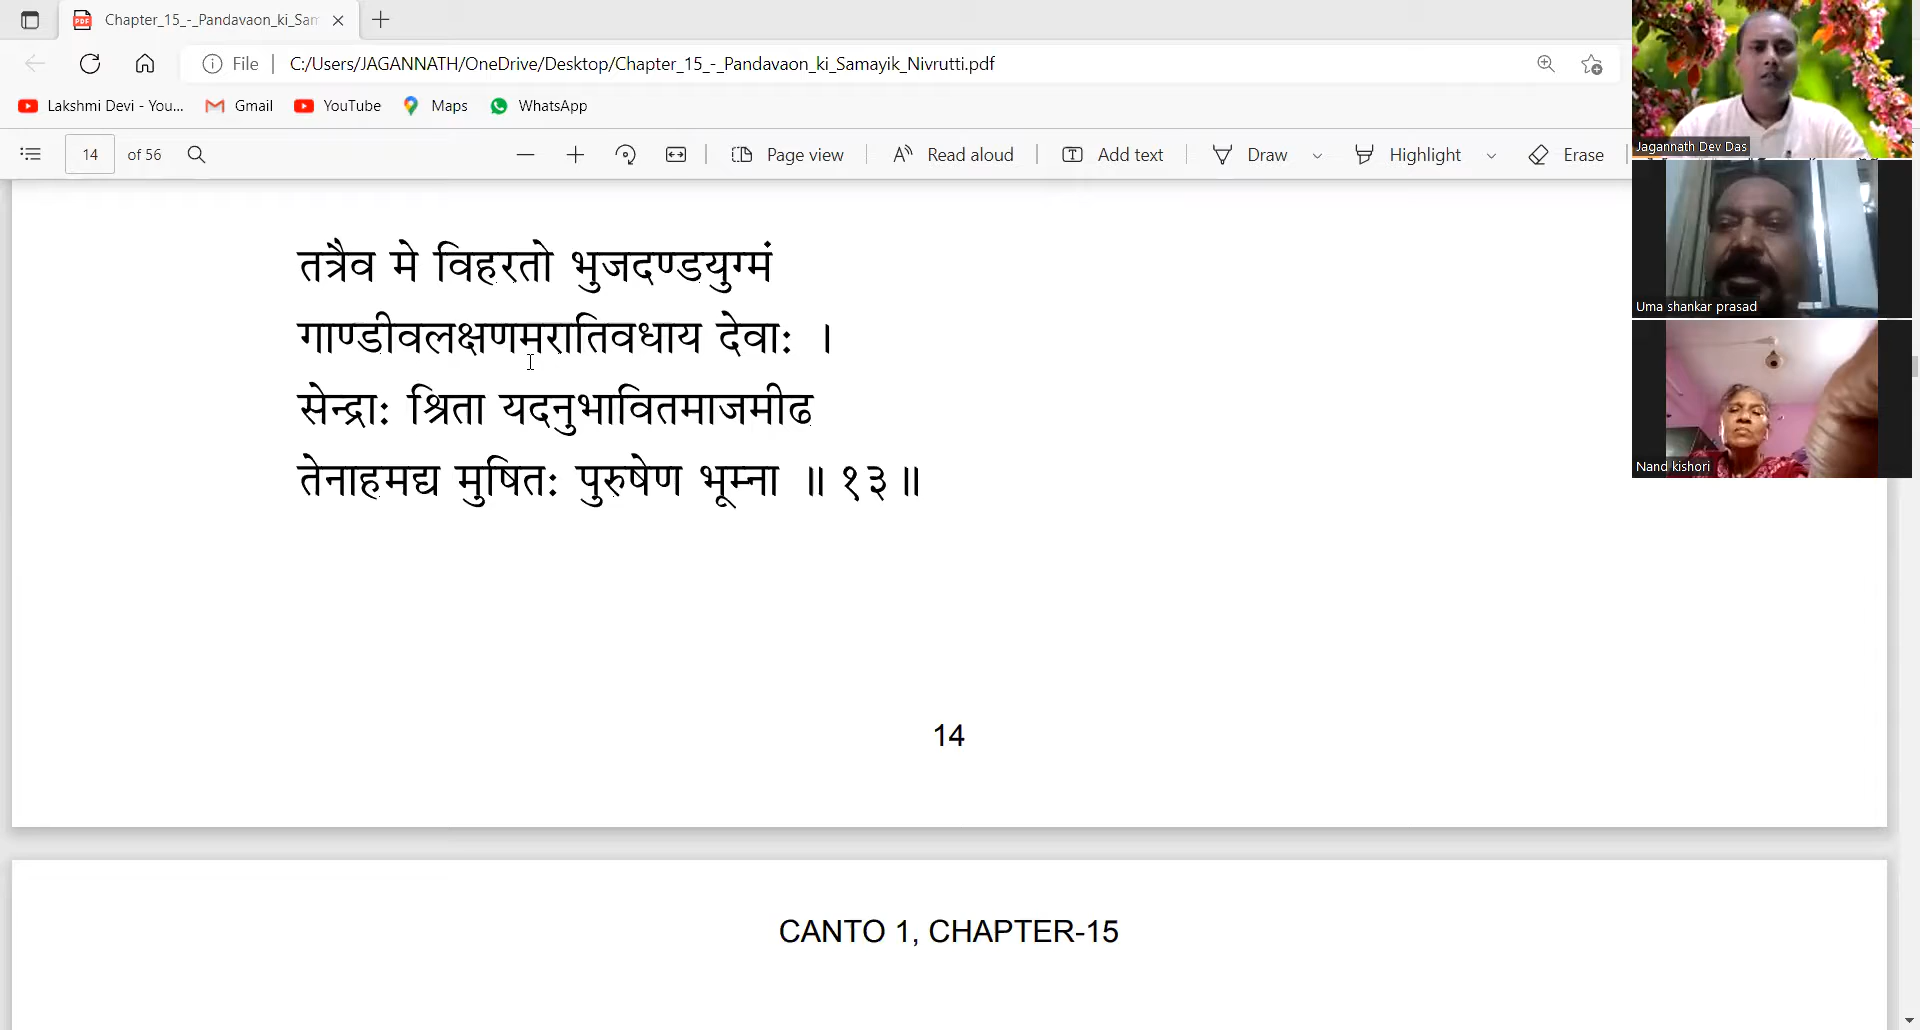 Chapter_15_-_Pandavaon_ki_Sam
File
C:/Users/JAGANNATH/OneDrive/Desktop/Chapter_15_-_Pandavaon_ki_Samayik_Nivrutti.pdf
Lakshmi Devi - You... Gmail YouTube Maps WhatsApp
14 of 56 Page view Read aloud Add text Draw Highlight Erase
तत्रैव मे विहरतो भुजदण्डयुग्मं
गाण्डीवलक्षणमरातिवधाय देवाः ।
सेन्द्राः श्रिता यदनुभावितमाजमीढ
तेनाहमद्य मुषितः पुरुषेण भूम्ना ॥ १३॥
14
CANTO 1, CHAPTER-15
Jagannath Dev Das
Uma shankar prasad
Nand kishori